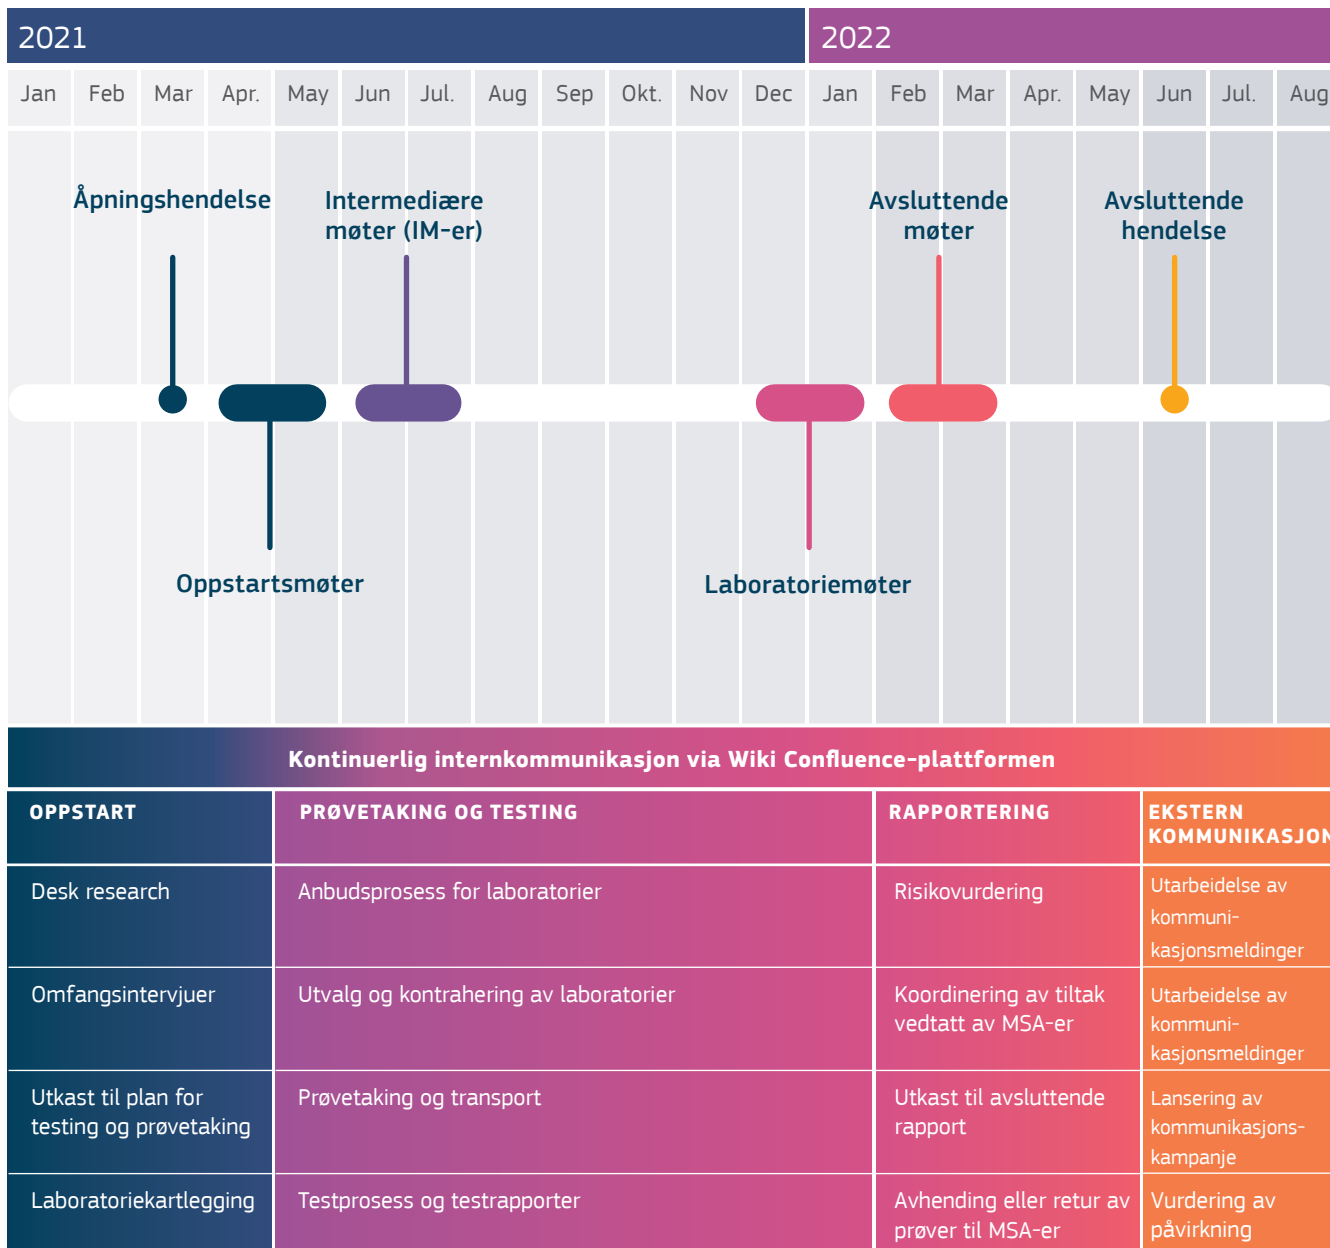 2021
2022
Jan Feb Mar Apr. May Jun Jul. Aug Sep Okt. Nov Dec Jan Feb Mar Apr. May Jun Jul. Aug
Åpningshendelse
Intermediære
møter (IM-er)
Avsluttende
møter
Avsluttende
hendelse
Oppstartsmøter
Laboratoriemøter
Kontinuerlig internkommunikasjon via Wiki Confluence-plattformen
OPPSTART
PRØVETAKING OG TESTING
RAPPORTERING
EKSTERN
KOMMUNIKASJON
Desk research
Anbudsprosess for laboratorier
Risikovurdering
Utarbeidelse av
kommuni-
kasjonsmeldinger
Omfangsintervjuer
Utvalg og kontrahering av laboratorier
Koordinering av tiltak
vedtatt av MSA-er
Utarbeidelse av
kommuni-
kasjonsmeldinger
Utkast til plan for
testing og prøvetaking
Prøvetaking og transport
Utkast til avsluttende
rapport
Lansering av
kommunikasjons-
kampanje
Laboratoriekartlegging
Testprosess og testrapporter
Avhending eller retur av
prøver til MSA-er
Vurdering av
påvirkning